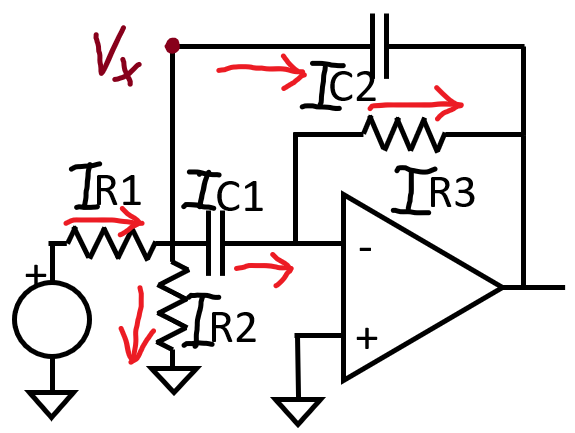 Vx
IC2
IR1
IC1
IR3
IR2
+
-
+